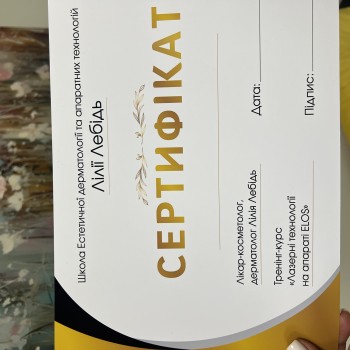 Школа Естетичної дерматології та апаратних технологій
Лілії Лебідь
СЕРТИФІКАТ
Лікар-косметолог,
дерматолог Лілія Лебідь
Дата:
Тренінг-курс
«Лазерні технології
на апараті ELOS»
Підпис: